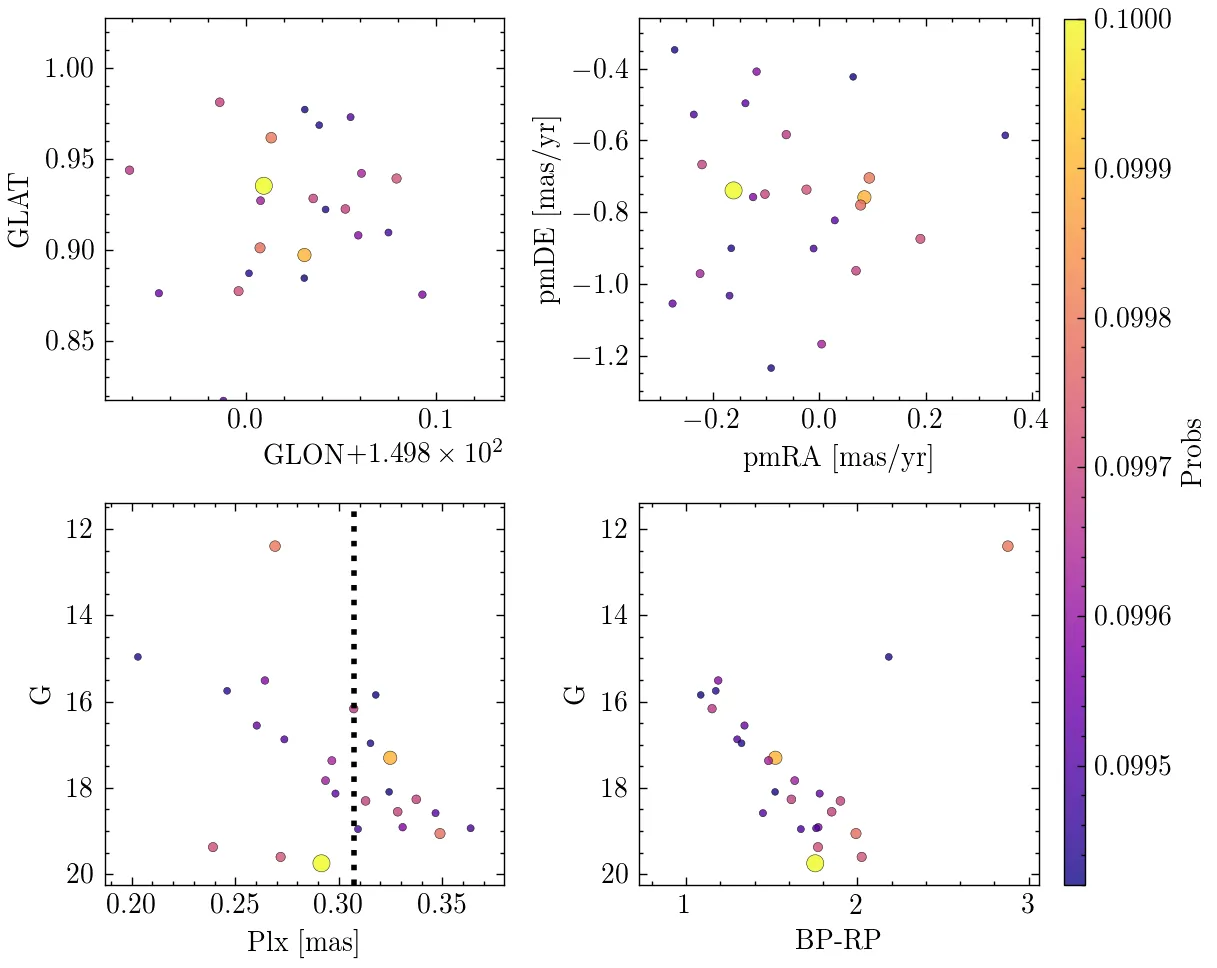 1.00
0.95
0.90
0.85
GLAT
0.0 0.1
GLON+1.498 × 10²
−0.4
−0.6
−0.8
−1.0
−1.2
pmDE [mas/yr]
−0.2 0.0 0.2 0.4
pmRA [mas/yr]
12
14
16
18
20
G
0.20 0.25 0.30 0.35
Plx [mas]
12
14
16
18
20
G
1 2 3
BP-RP
0.1000
0.0999
0.0998
0.0997
0.0996
0.0995
Probs